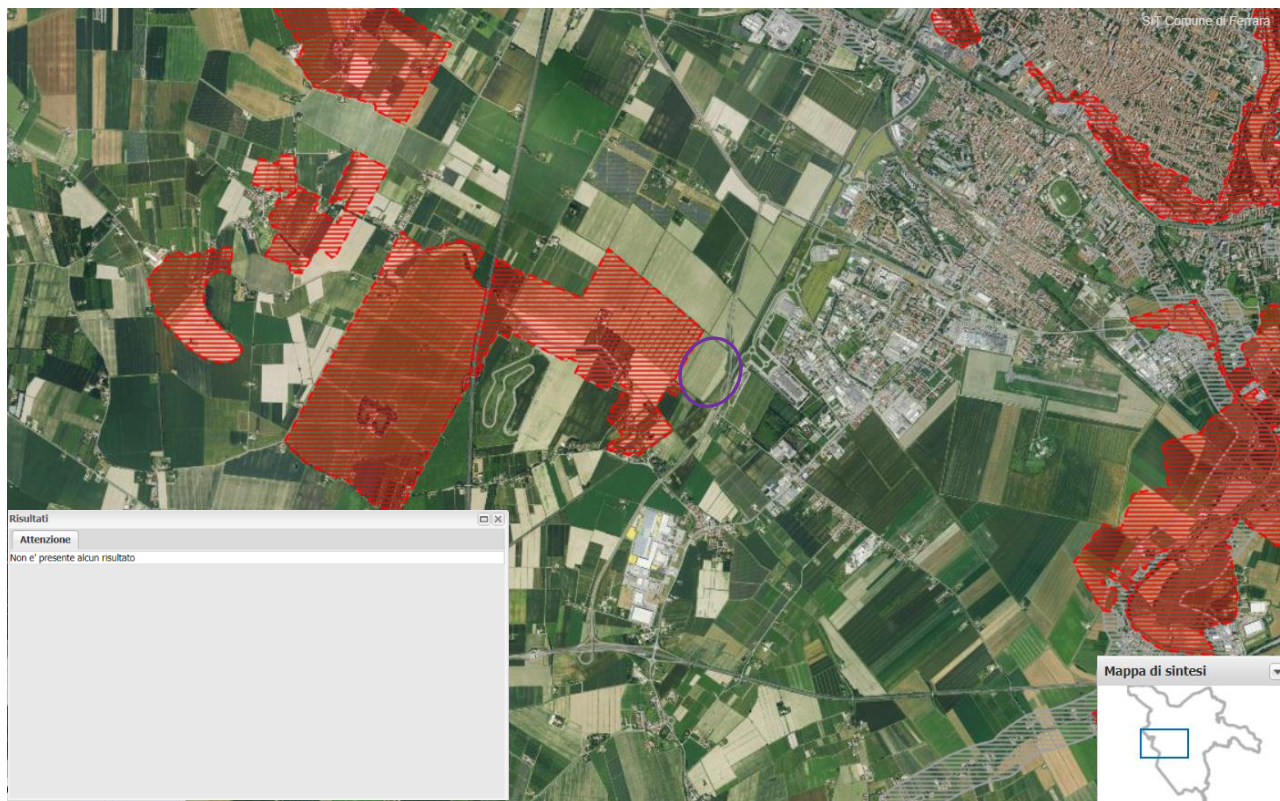 SIT Comune di Ferrara
Risultati
Attenzione
Non e' presente alcun risultato
Mappa di sintesi